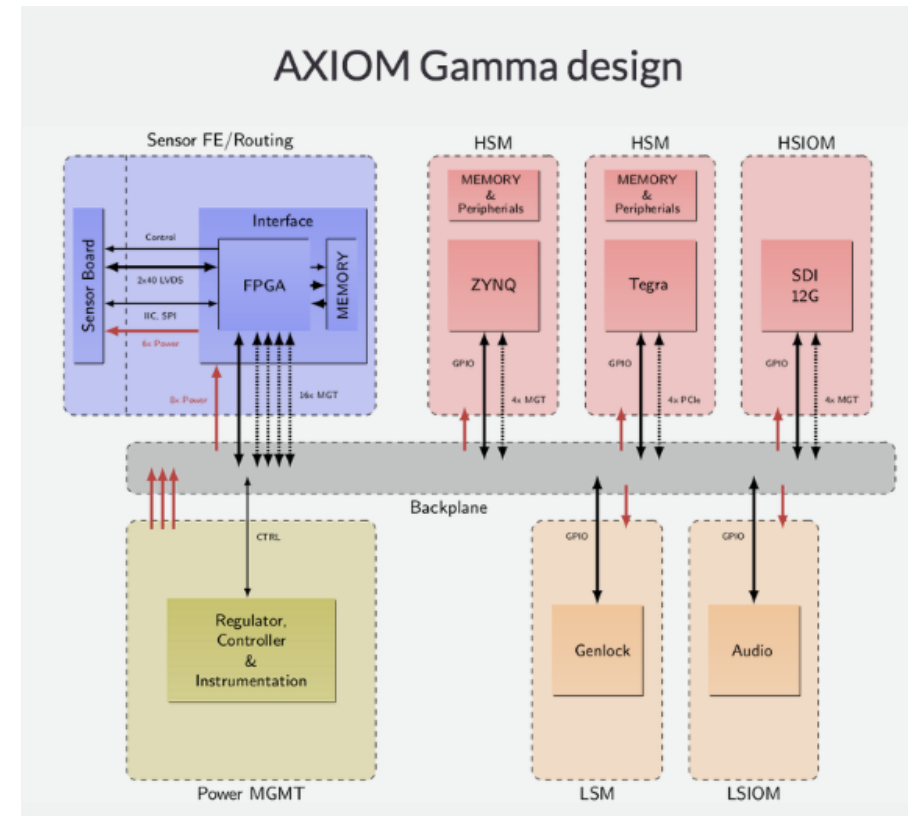 AXIOM Gamma design
Sensor FE/Routing
HSM
HSM
HSIOM
MEMORY
&
Peripherials
MEMORY
&
Peripherials
Interface
Sensor Board
Control
2x40 LVDS
IIC, SPI
6x Power
FPGA
MEMORY
ZYNQ
Tegra
SDI
12G
8x Power
16x MGT
GPIO
4x MGT
GPIO
4x PCIe
GPIO
4x MGT
Backplane
CTRL
GPIO
GPIO
Regulator,
Controller
&
Instrumentation
Genlock
Audio
Power MGMT
LSM
LSIOM